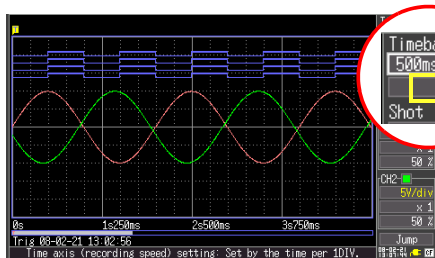 Timeba
500ms
Shot
x 1
50 %
CH2-
5V/div
x 1
50 %
0s 1s250ms 2s500ms 3s750ms
Trig 08-02-21 13:02:56
Jump
Time axis (recording speed) setting: Set by the time per 1DIV.